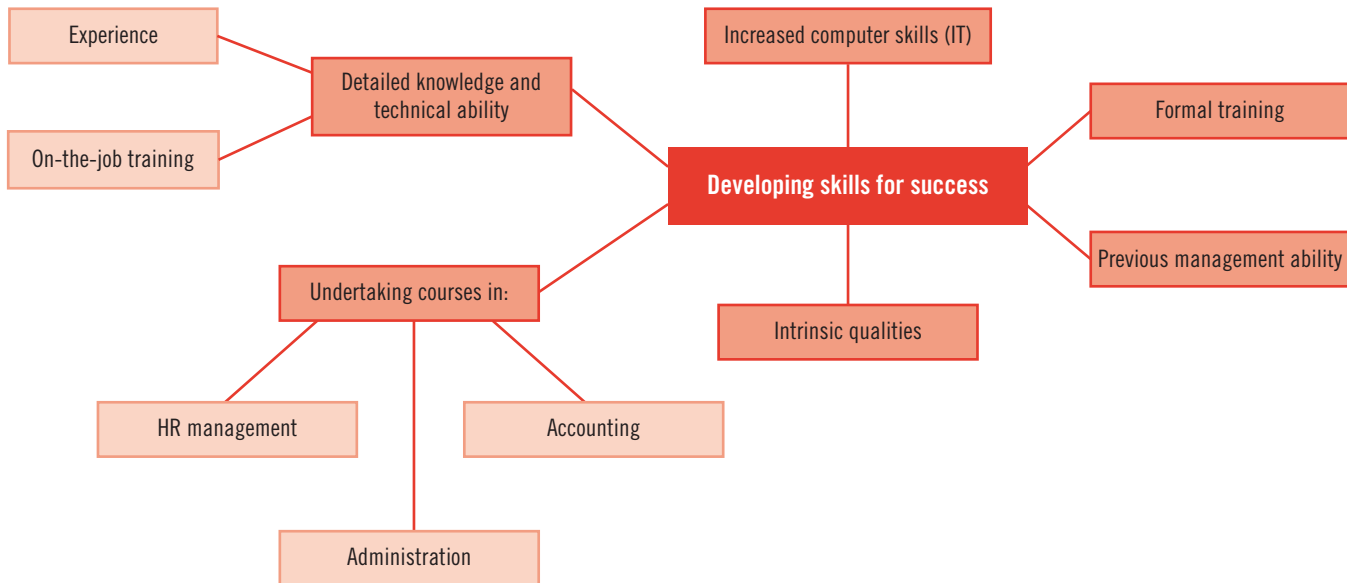 Experience
Increased computer skills (IT)
Detailed knowledge and
technical ability
Formal training
On-the-job training
Developing skills for success
Previous management ability
Undertaking courses in:
Intrinsic qualities
HR management
Accounting
Administration